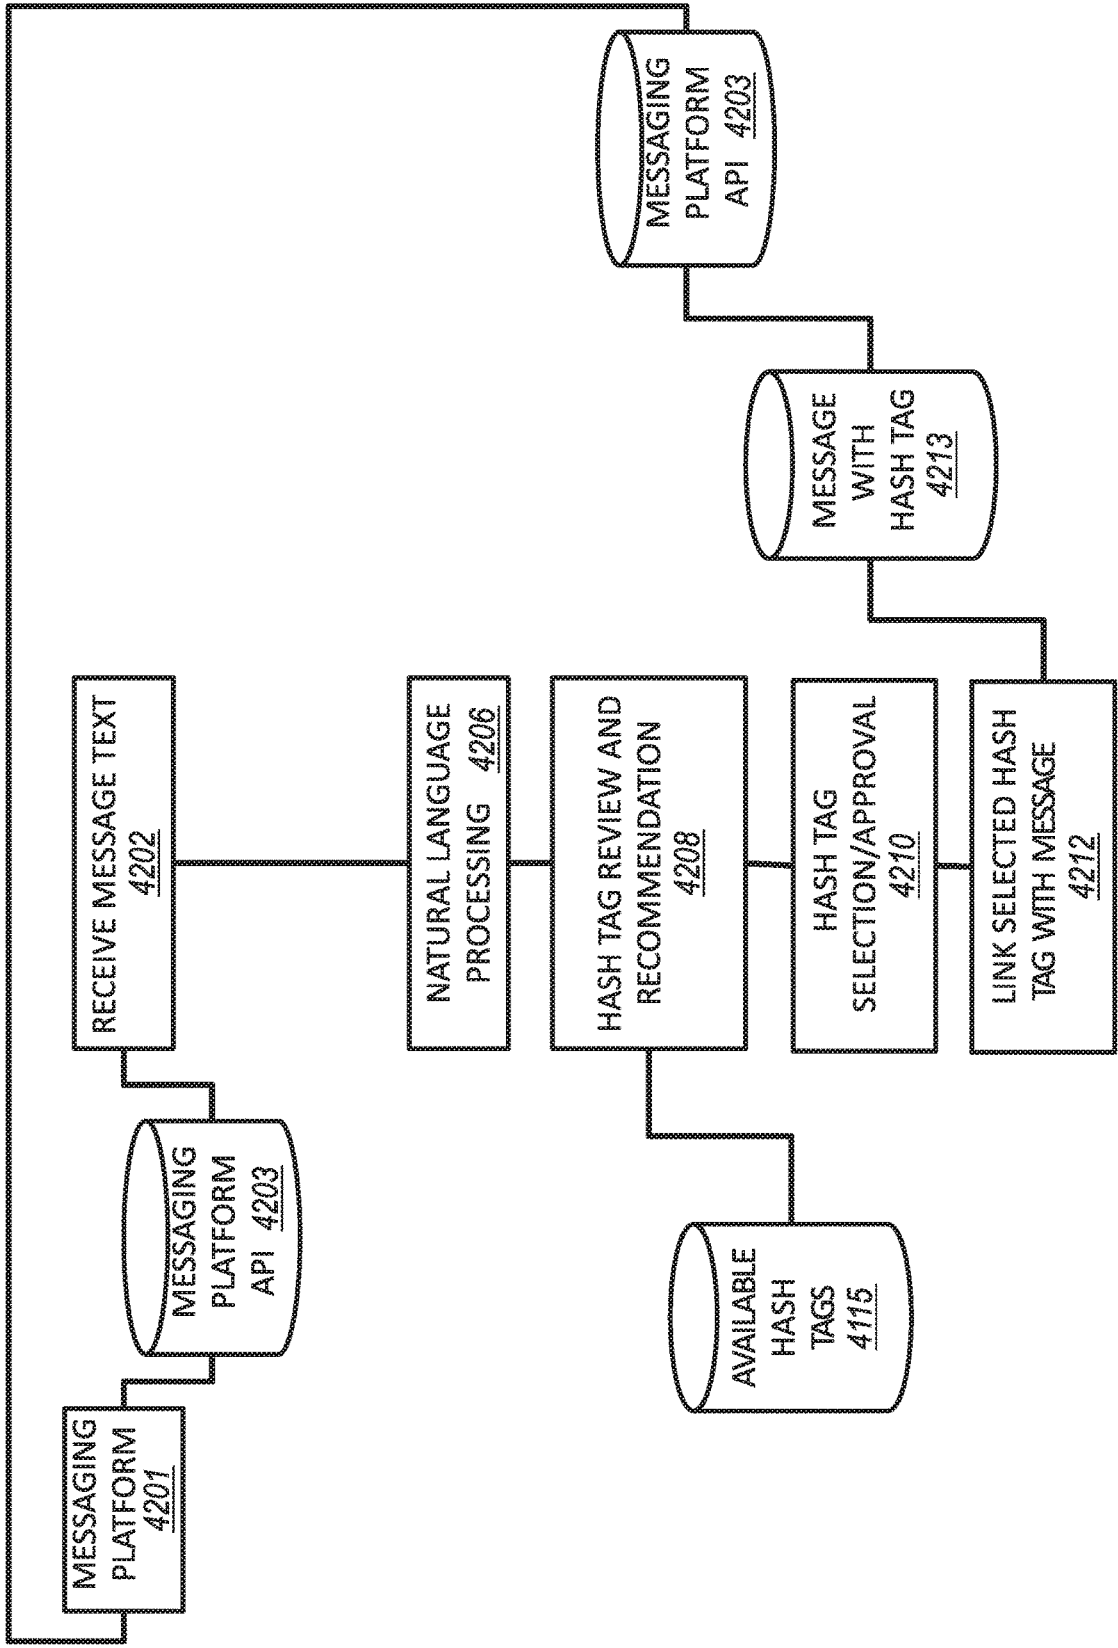 MESSAGING
PLATFORM
4201
MESSAGING
PLATFORM
API 4203
RECEIVE MESSAGE TEXT
4202
NATURAL LANGUAGE
PROCESSING 4206
AVAILABLE
HASH
TAGS
4115
HASH TAG REVIEW AND
RECOMMENDATION
4208
HASH TAG
SELECTION/APPROVAL
4210
LINK SELECTED HASH
TAG WITH MESSAGE
4212
MESSAGE
WITH
HASH TAG
4213
MESSAGING
PLATFORM
API 4203